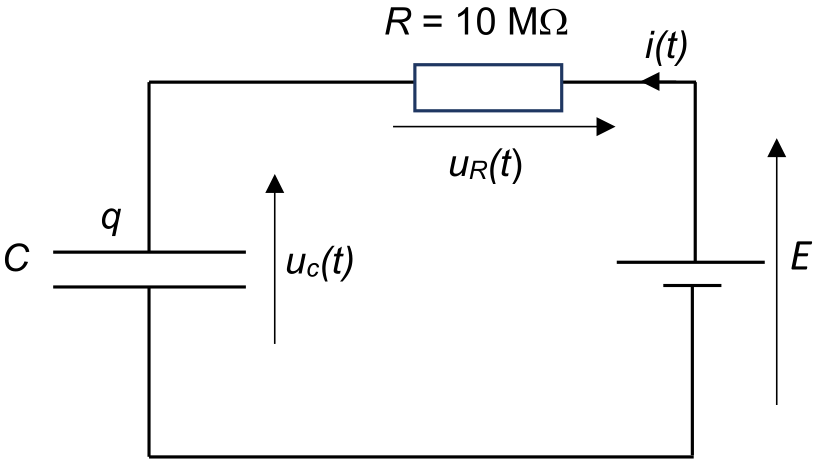 R = 10 MΩ
i(t)
uR(t)
q
C
uc(t)
E